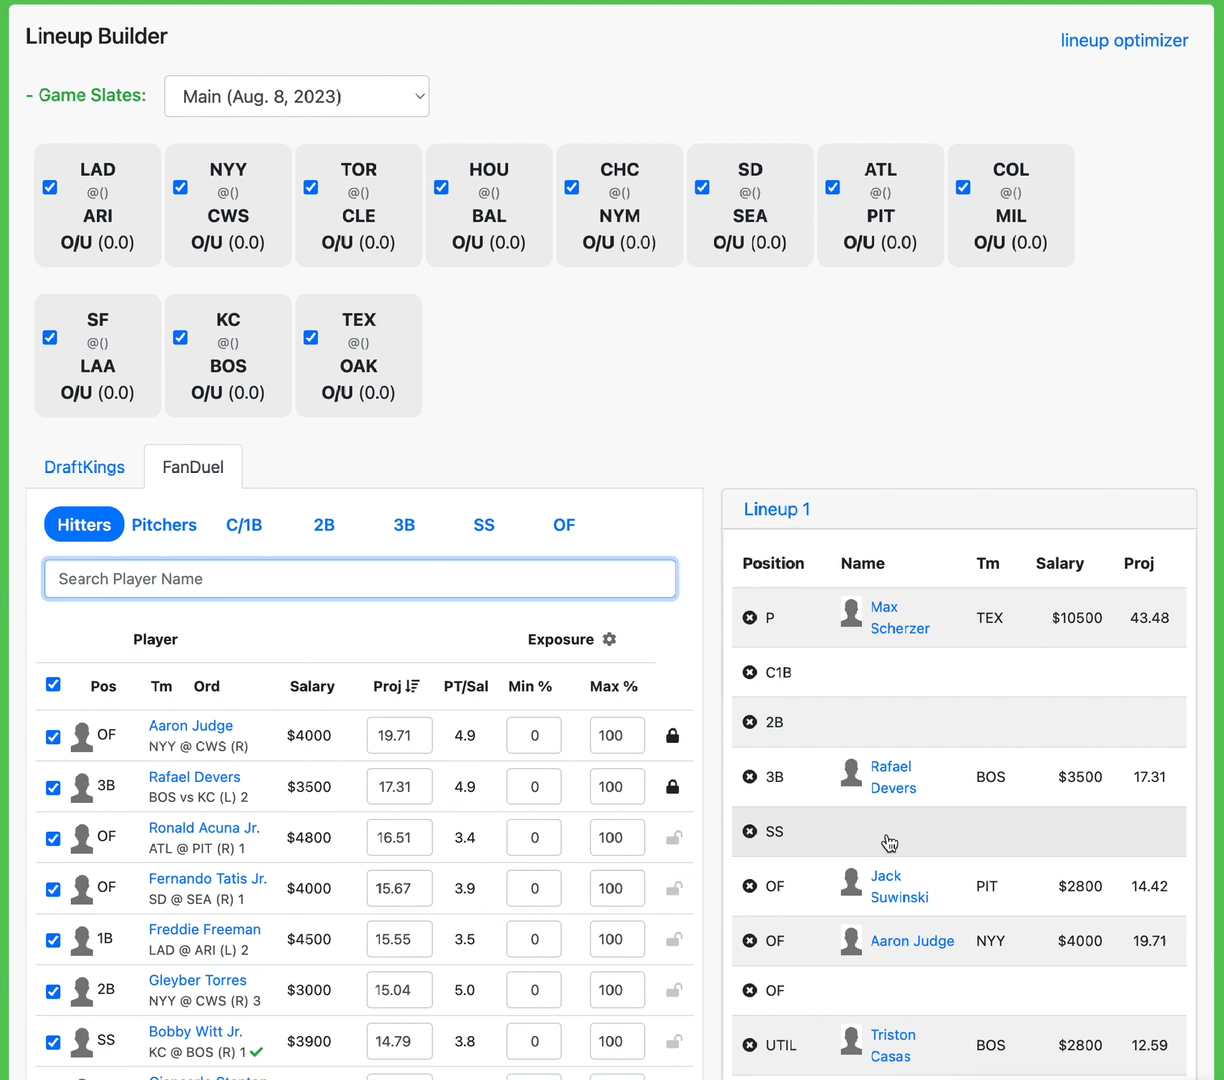 Lineup Builder
lineup optimizer
- Game Slates:
Main (Aug. 8, 2023)
LAD
@()
ARI
O/U (0.0)
NYY
@()
CWS
O/U (0.0)
TOR
@()
CLE
O/U (0.0)
HOU
@()
BAL
O/U (0.0)
CHC
@()
NYM
O/U (0.0)
SD
@()
SEA
O/U (0.0)
ATL
@()
PIT
O/U (0.0)
COL
@()
MIL
O/U (0.0)
SF
@()
LAA
O/U (0.0)
KC
@()
BOS
O/U (0.0)
TEX
@()
OAK
O/U (0.0)
DraftKings FanDuel
Hitters Pitchers C/1B 2B 3B SS OF
Search Player Name
Player Exposure
Pos Tm Ord Salary Proj PT/Sal Min % Max %
OF Aaron Judge $4000 19.71 4.9 0 100
NYY @ CWS (R)
3B Rafael Devers $3500 17.31 4.9 0 100
BOS vs KC (L) 2
OF Ronald Acuna Jr. $4800 16.51 3.4 0 100
ATL @ PIT (R) 1
OF Fernando Tatis Jr. $4000 15.67 3.9 0 100
SD @ SEA (R) 1
1B Freddie Freeman $4500 15.55 3.5 0 100
LAD @ ARI (L) 2
2B Gleyber Torres $3000 15.04 5.0 0 100
NYY @ CWS (R) 3
SS Bobby Witt Jr. $3900 14.79 3.8 0 100
KC @ BOS (R) 1
Lineup 1
Position Name Tm Salary Proj
P Max Scherzer TEX $10500 43.48
C1B
2B
3B Rafael Devers BOS $3500 17.31
SS
OF Jack Suwinski PIT $2800 14.42
OF Aaron Judge NYY $4000 19.71
OF
UTIL Triston Casas BOS $2800 12.59